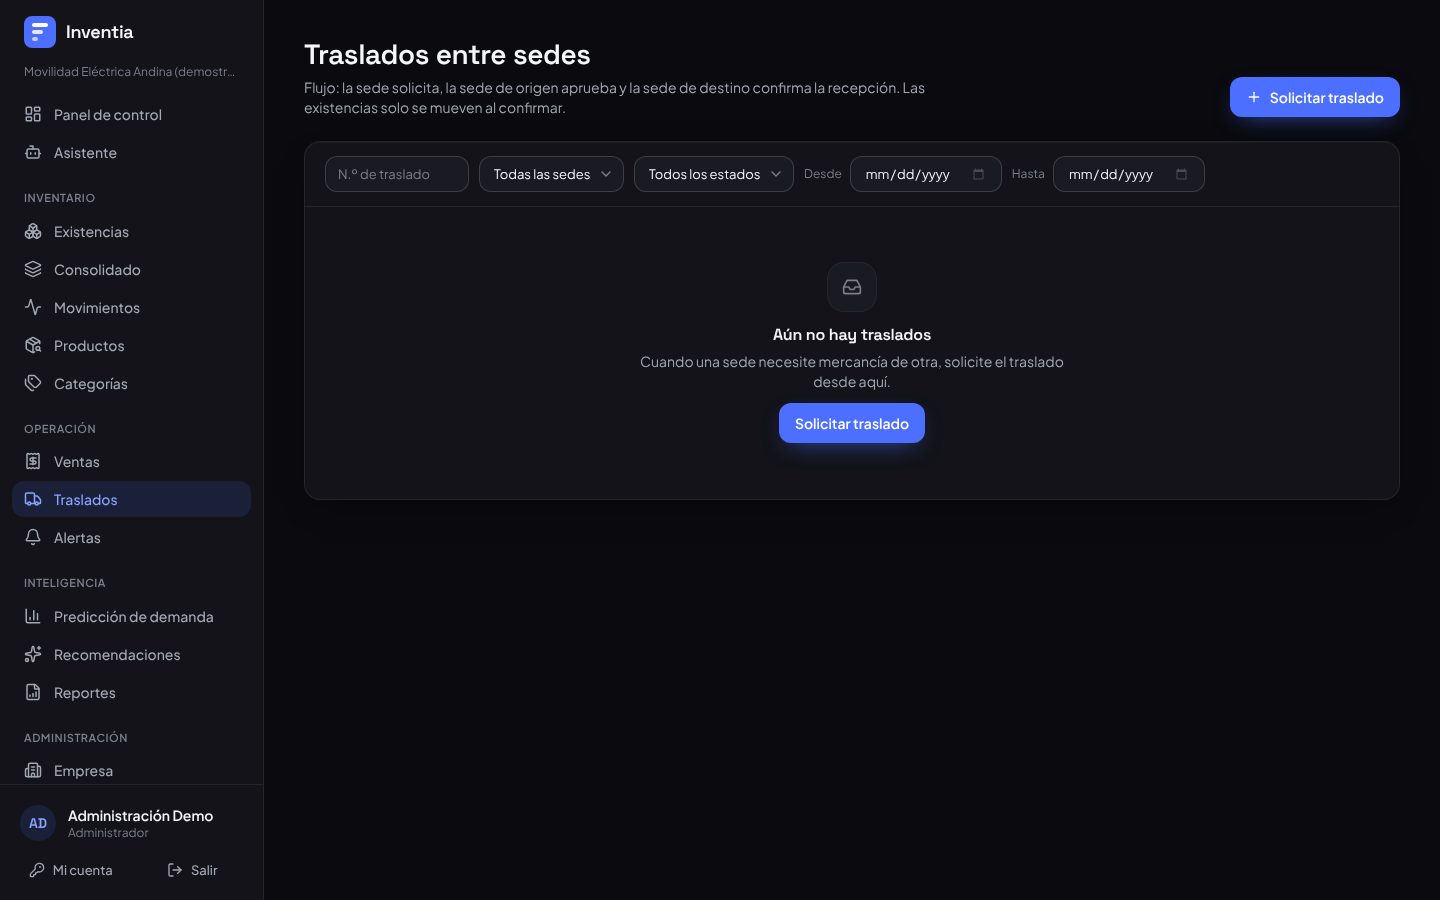 Inventia
Movilidad Eléctrica Andina (demostr...
Panel de control
Asistente
INVENTARIO
Existencias
Consolidado
Movimientos
Productos
Categorías
OPERACIÓN
Ventas
Traslados
Alertas
INTELIGENCIA
Predicción de demanda
Recomendaciones
Reportes
ADMINISTRACIÓN
Empresa
AD
Administración Demo
Administrador
Mi cuenta
Salir
Traslados entre sedes
Flujo: la sede solicita, la sede de origen aprueba y la sede de destino confirma la recepción. Las
existencias solo se mueven al confirmar.
Solicitar traslado
N.º de traslado
Todas las sedes
Todos los estados
Desde
mm/dd/yyyy
Hasta
mm/dd/yyyy
Aún no hay traslados
Cuando una sede necesite mercancía de otra, solicite el traslado
desde aquí.
Solicitar traslado